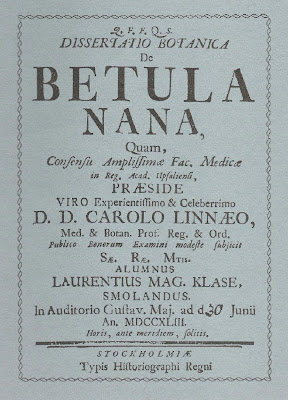 Q. F. F. Q. S.
DISSERTATIO BOTANICA
De
BETULA
NANA,
Quam,
Consensu Amplissimæ Fac. Medicæ
in Reg. Acad. Upsaliensi,
PRÆSIDE
VIRO Experientissimo & Celeberrimo
D. D. CAROLO LINNÆO,
Med. & Botan. Prof. Reg. & Ord.
Publico Bonorum Examini modeste subjicit
SÆ. RÆ. MTIS.
ALUMNUS
LAURENTIUS MAG. KLASE,
SMOLANDUS.
In Auditorio Gustav. Maj. ad d. 30 Junii
An. MDCCXLIII.
Horis, ante meridiem, solitis.
STOCKHOLMIÆ
Typis Historiographi Regni